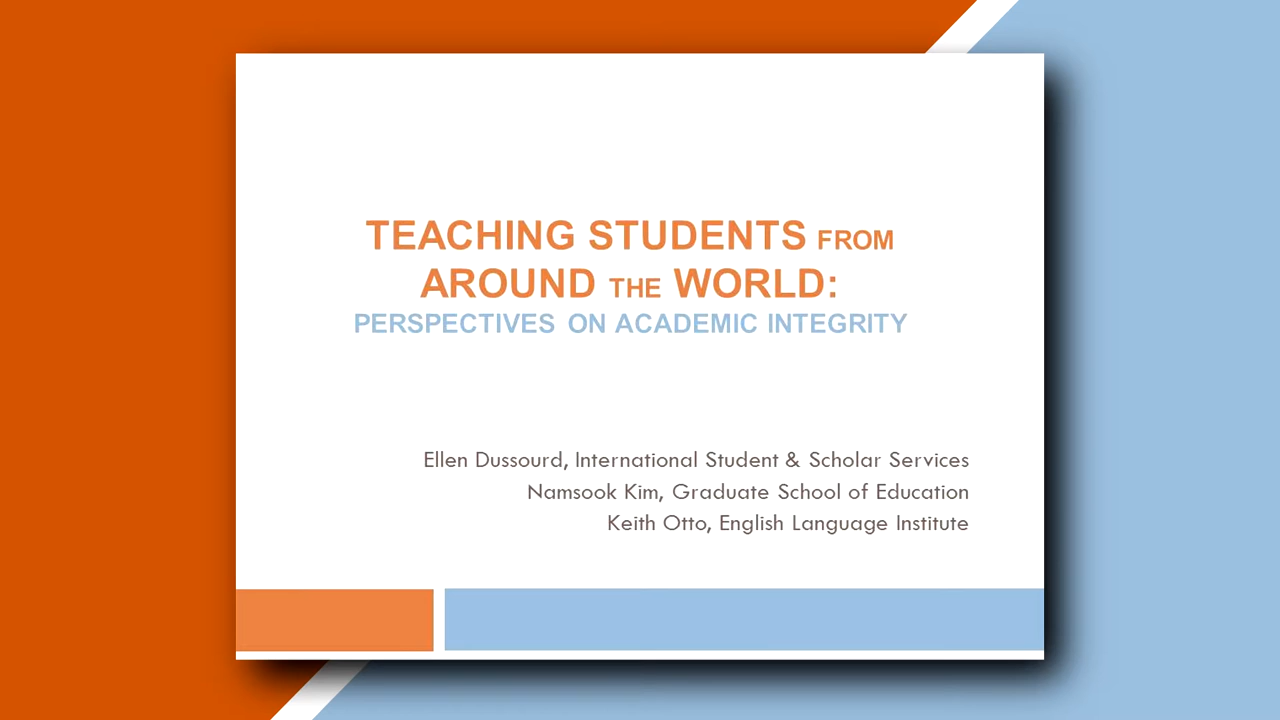 TEACHING STUDENTS FROM
AROUND THE WORLD:
PERSPECTIVES ON ACADEMIC INTEGRITY
Ellen Dussourd, International Student & Scholar Services
Namsook Kim, Graduate School of Education
Keith Otto, English Language Institute